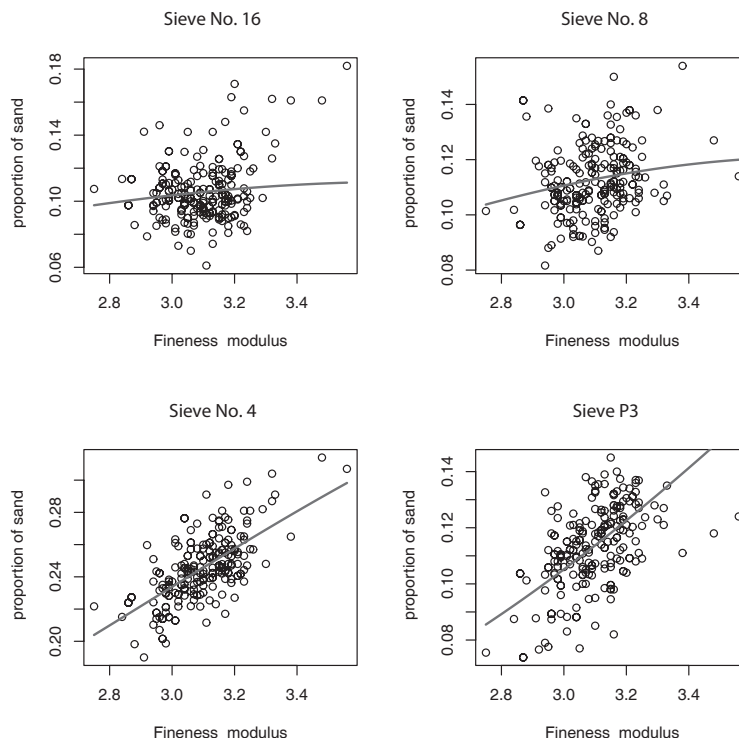 Sieve No. 16
proportion of sand
0.18
0.14
0.10
0.06
2.8 3.0 3.2 3.4
Fineness modulus
Sieve No. 8
proportion of sand
0.14
0.12
0.10
0.08
2.8 3.0 3.2 3.4
Fineness modulus
Sieve No. 4
proportion of sand
0.28
0.24
0.20
2.8 3.0 3.2 3.4
Fineness modulus
Sieve P3
proportion of sand
0.14
0.12
0.10
0.08
2.8 3.0 3.2 3.4
Fineness modulus